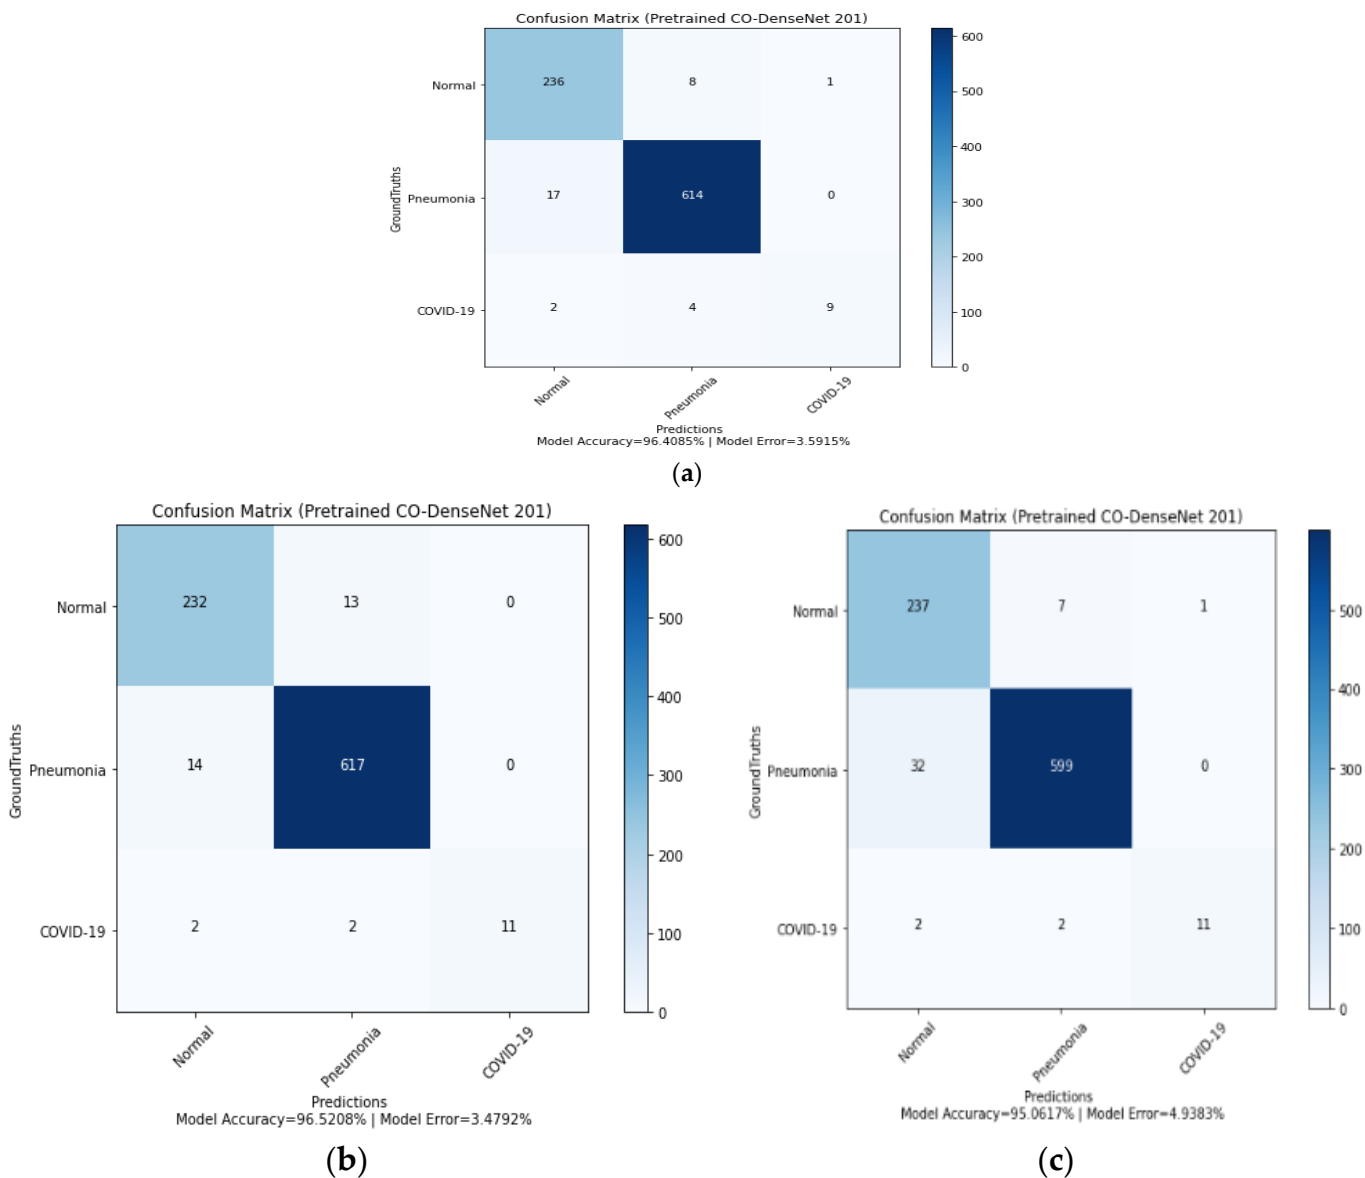 Confusion Matrix (Pretrained CO-DenseNet 201)
600
Normal 236 8 1
500
400
GroundTruths
Pneumonia 17 614 0
300
200
COVID-19 2 4 9
100
0
Normal Pneumonia COVID-19
Predictions
Model Accuracy=96.4085% | Model Error=3.5915%
(a)
Confusion Matrix (Pretrained CO-DenseNet 201)
600
Normal 232 13 0
500
400
GroundTruths
Pneumonia 14 617 0
300
200
COVID-19 2 2 11
100
0
Normal Pneumonia COVID-19
Predictions
Model Accuracy=96.5208% | Model Error=3.4792%
(b)
Confusion Matrix (Pretrained CO-DenseNet 201)
Normal 237 7 1
500
400
GroundTruths
Pneumonia 32 599 0
300
200
COVID-19 2 2 11
100
0
Normal Pneumonia COVID-19
Predictions
Model Accuracy=95.0617% | Model Error=4.9383%
(c)